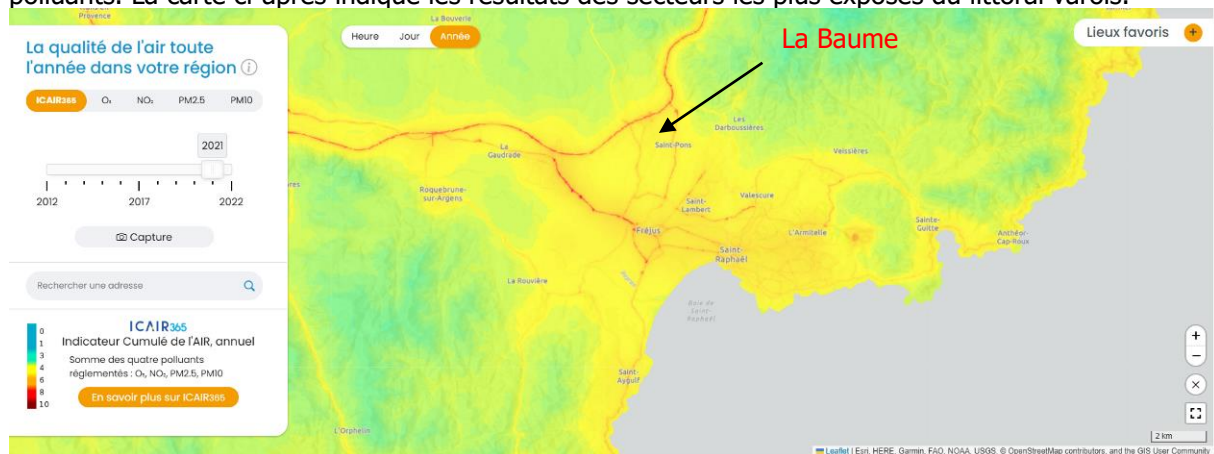 polluants. La carte ci-après indique les résultats des secteurs les plus exposés du littoral varois.
Provence
La Bouverie
La qualité de l'air toute
l'année dans votre région
Heure Jour Année
La Baume
Lieux favoris +
ICAIR365 O₃ NO₂ PM2.5 PM10
2021
2012 2017 2022
Capture
Rechercher une adresse
ICAIR365
Indicateur Cumulé de l'AIR, annuel
Somme des quatre polluants
réglementés : O₃, NO₂, PM2.5, PM10
En savoir plus sur ICAIR365
0
1
3
4
6
8
10
Les
Darboussières
La
Gaudrade
Saint-Pons
Veissières
Roquebrune-
sur-Argens
Saint-
Lambert
Valescure
Fréjus
L'Armitelle
Sainte-
Guitte
Anthéor-
Cap Roux
Saint-
Raphaël
La Rouvière
Baie de
Saint-
Raphaël
Saint-
Aygulf
L'Orphelin
+
−
2 km
Leaflet | Esri, HERE, Garmin, FAO, NOAA, USGS, © OpenStreetMap contributors, and the GIS User Community